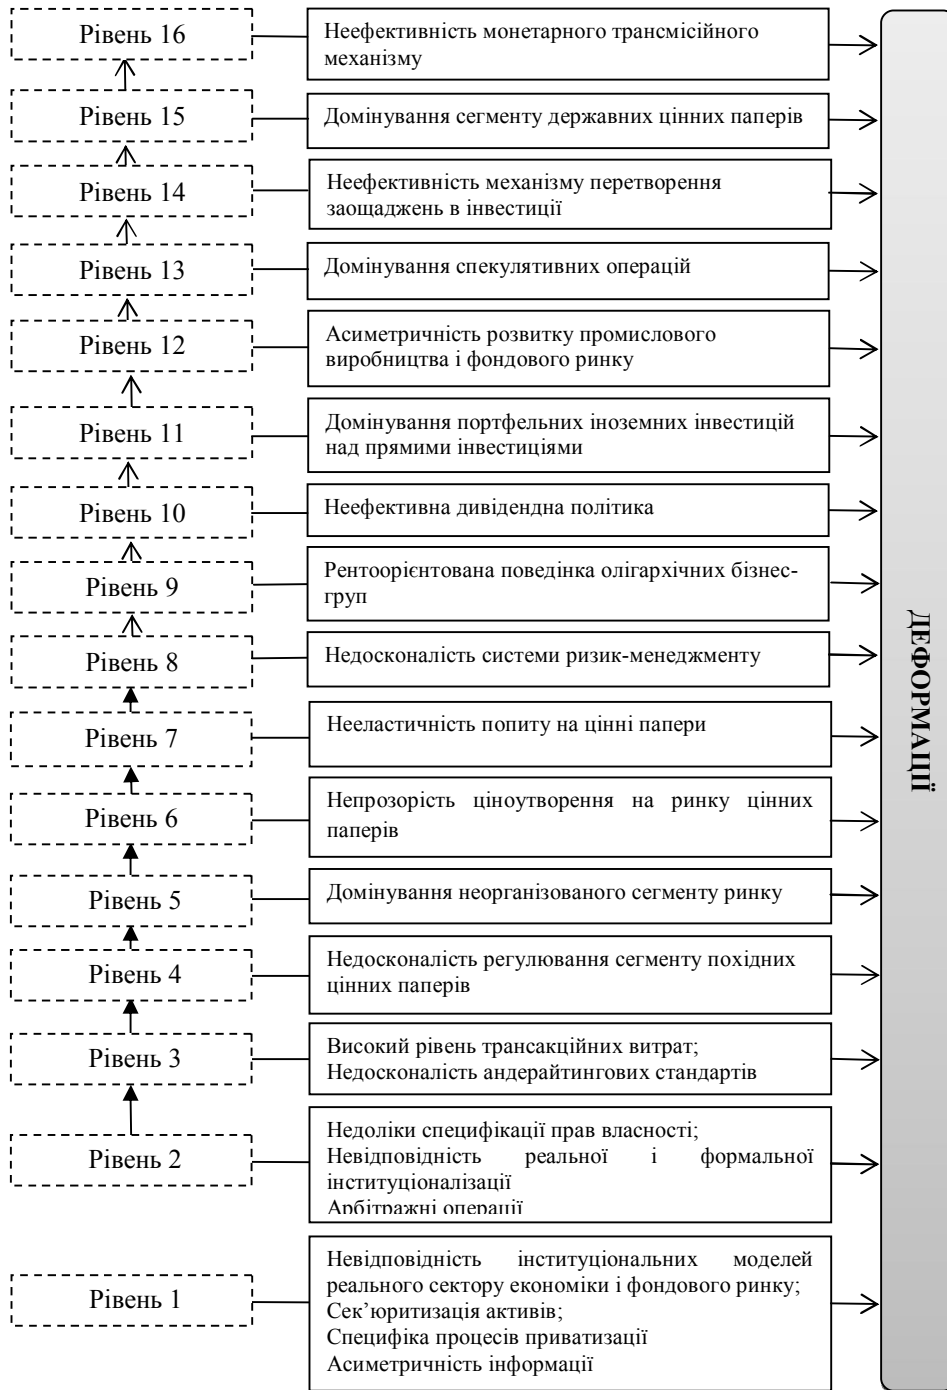 Рівень 16
Неефективність монетарного трансмісійного
механізму
Рівень 15
Домінування сегменту державних цінних паперів
Рівень 14
Неефективність механізму перетворення
заощаджень в інвестиції
Рівень 13
Домінування спекулятивних операцій
Рівень 12
Асиметричність розвитку промислового
виробництва і фондового ринку
Рівень 11
Домінування портфельних іноземних інвестицій
над прямими інвестиціями
Рівень 10
Неефективна дивідендна політика
Рівень 9
Рентоорієнтована поведінка олігархічних бізнес-
груп
Рівень 8
Недосконалість системи ризик-менеджменту
Рівень 7
Нееластичність попиту на цінні папери
Рівень 6
Непрозорість ціноутворення на ринку цінних
паперів
Рівень 5
Домінування неорганізованого сегменту ринку
Рівень 4
Недосконалість регулювання сегменту похідних
цінних паперів
Рівень 3
Високий рівень трансакційних витрат;
Недосконалість андерайтингових стандартів
Рівень 2
Недоліки специфікації прав власності;
Невідповідність реальної і формальної
інституціоналізації
Арбітражні операції
Рівень 1
Невідповідність інституціональних моделей
реального сектору економіки і фондового ринку;
Сек’юритизація активів;
Специфіка процесів приватизації
Асиметричність інформації
ДЕФОРМАЦІЇ